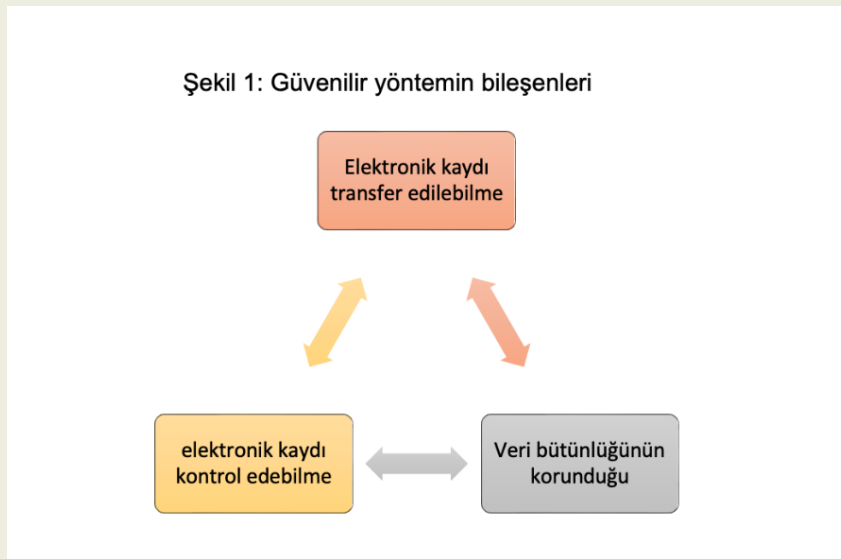 Şekil 1: Güvenilir yöntemin bileşenleri
Elektronik kaydı
transfer edilebilme
elektronik kaydı
kontrol edebilme
Veri bütünlüğünün
korunduğu